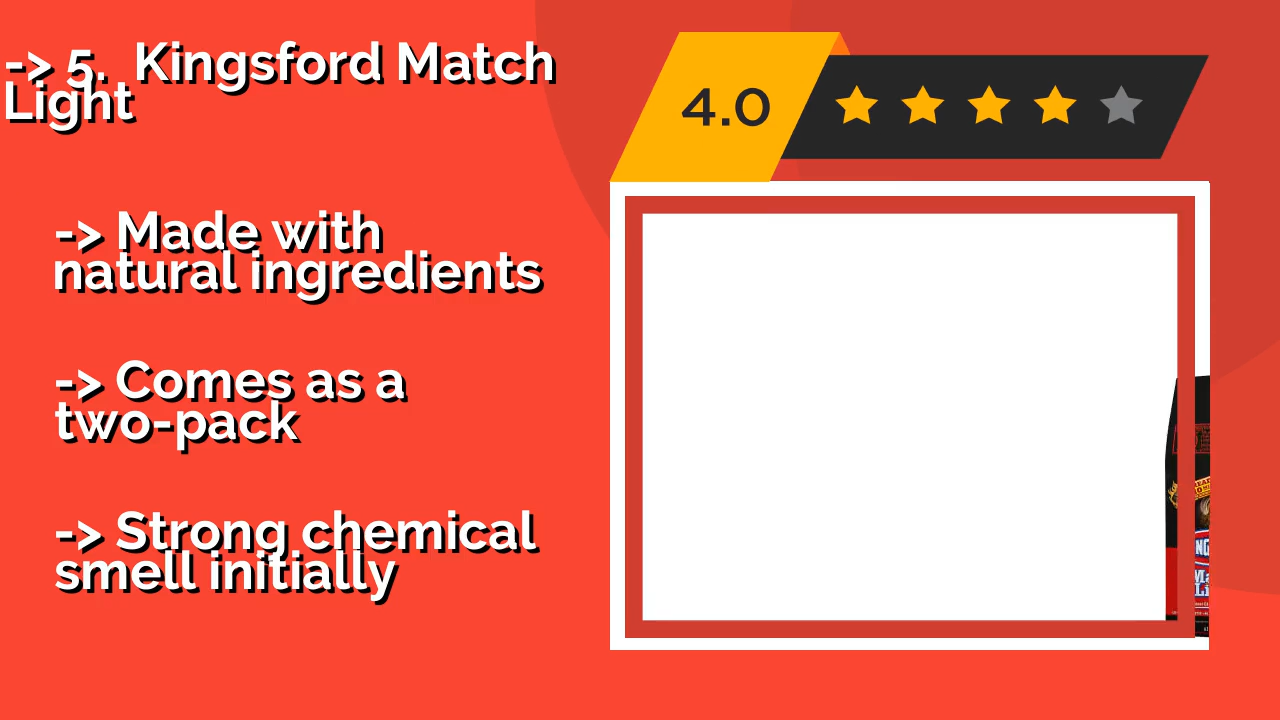 -> 5. Kingsford Match
Light
4.0
-> Made with
natural ingredients
-> Comes as a
two-pack
-> Strong chemical
smell initially